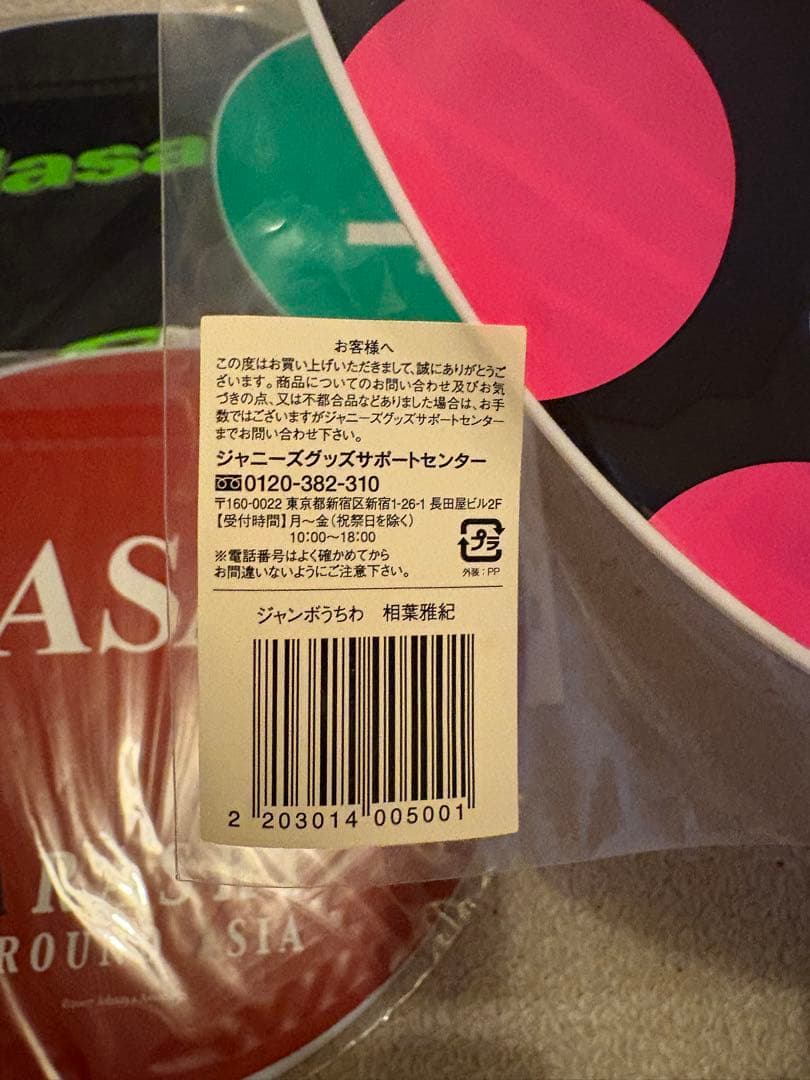 お客様へ
この度はお買い上げいただきまして、誠にありがとうご
ざいます。商品についてのお問い合わせ及びお気
づきの点、又は不都合品などありました場合は、お手
数ではございますがジャニーズグッズサポートセンター
までお問い合わせ下さい。
ジャニーズグッズサポートセンター
0120-382-310
〒160-0022 東京都新宿区新宿1-26-1 長田屋ビル2F
【受付時間】月〜金(祝祭日を除く)
10:00〜18:00
※電話番号はよく確かめてから
お間違いないようにご注意下さい。
プラ
外装:PP
ジャンボうちわ 相葉雅紀
2 203014 005001
asa
AS
RAS
ROUND ASIA